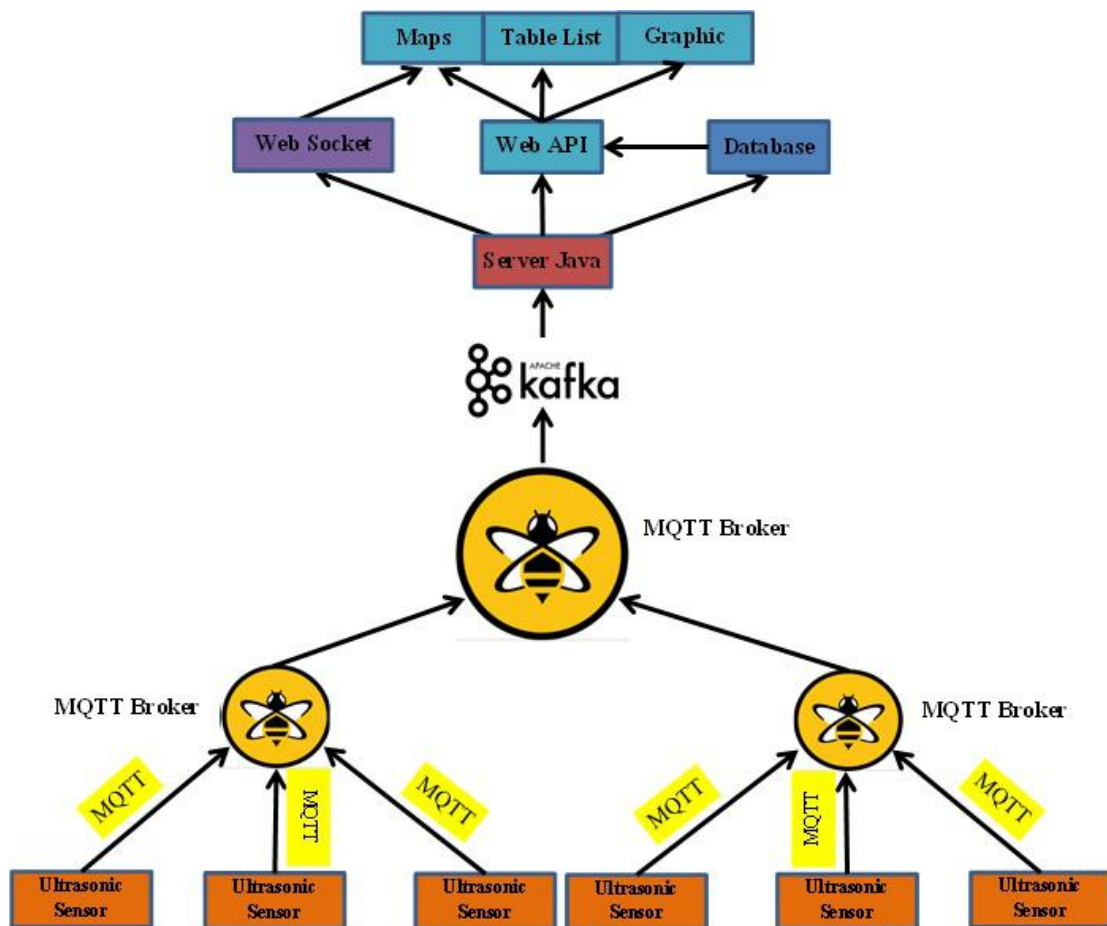 Maps
Table List
Graphic
Web Socket
Web API
Database
Server Java
APACHE
kafka
MQTT Broker
MQTT Broker
MQTT Broker
MQTT
MQTT
MQTT
MQTT
MQTT
MQTT
Ultrasonic
Sensor
Ultrasonic
Sensor
Ultrasonic
Sensor
Ultrasonic
Sensor
Ultrasonic
Sensor
Ultrasonic
Sensor